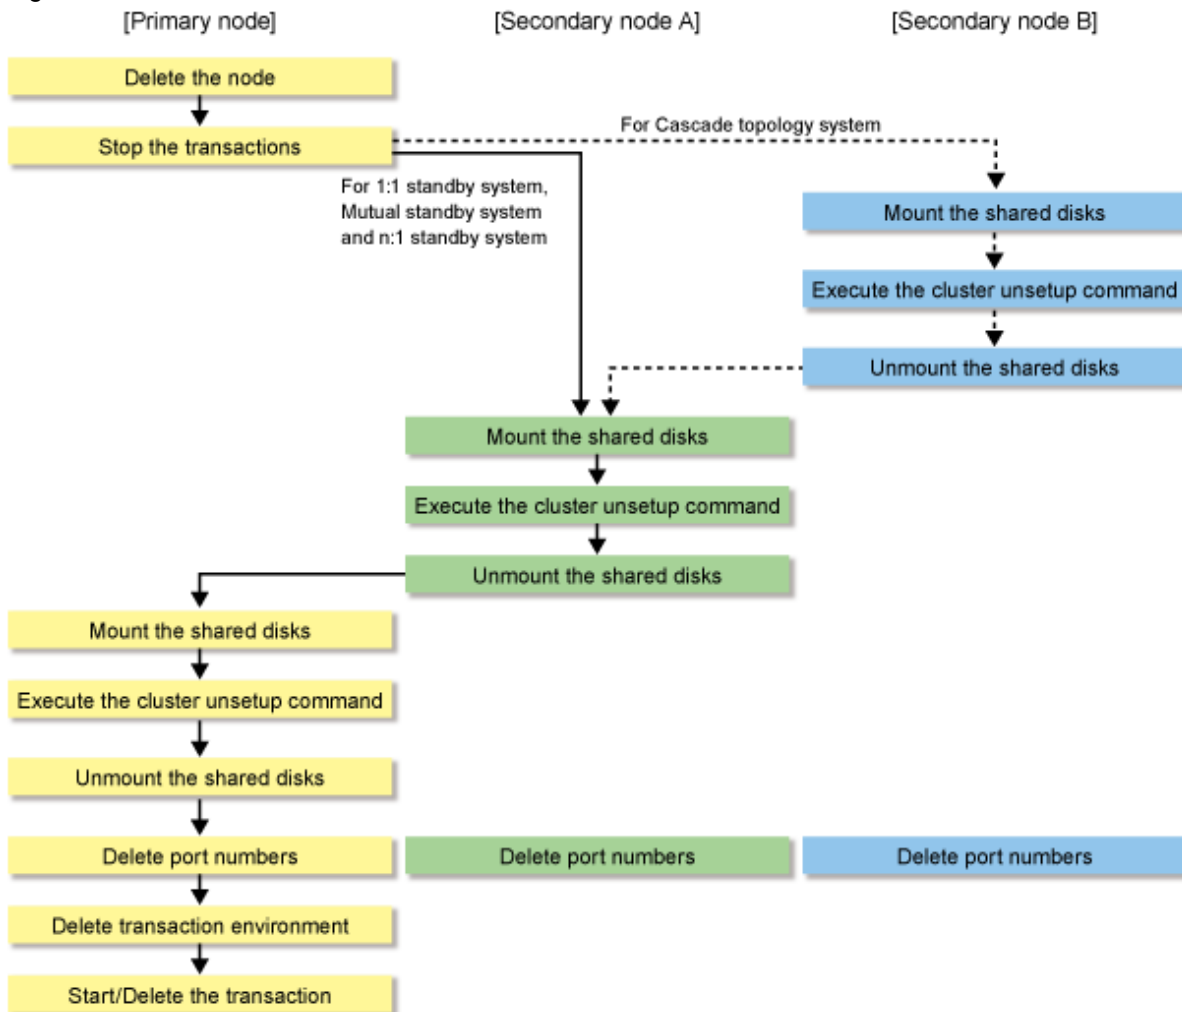 [Primary node]
[Secondary node A]
[Secondary node B]
Delete the node
Stop the transactions
For Cascade topology system
For 1:1 standby system,
Mutual standby system
and n:1 standby system
Mount the shared disks
Execute the cluster unsetup command
Unmount the shared disks
Mount the shared disks
Execute the cluster unsetup command
Unmount the shared disks
Mount the shared disks
Execute the cluster unsetup command
Unmount the shared disks
Delete port numbers
Delete port numbers
Delete port numbers
Delete transaction environment
Start/Delete the transaction